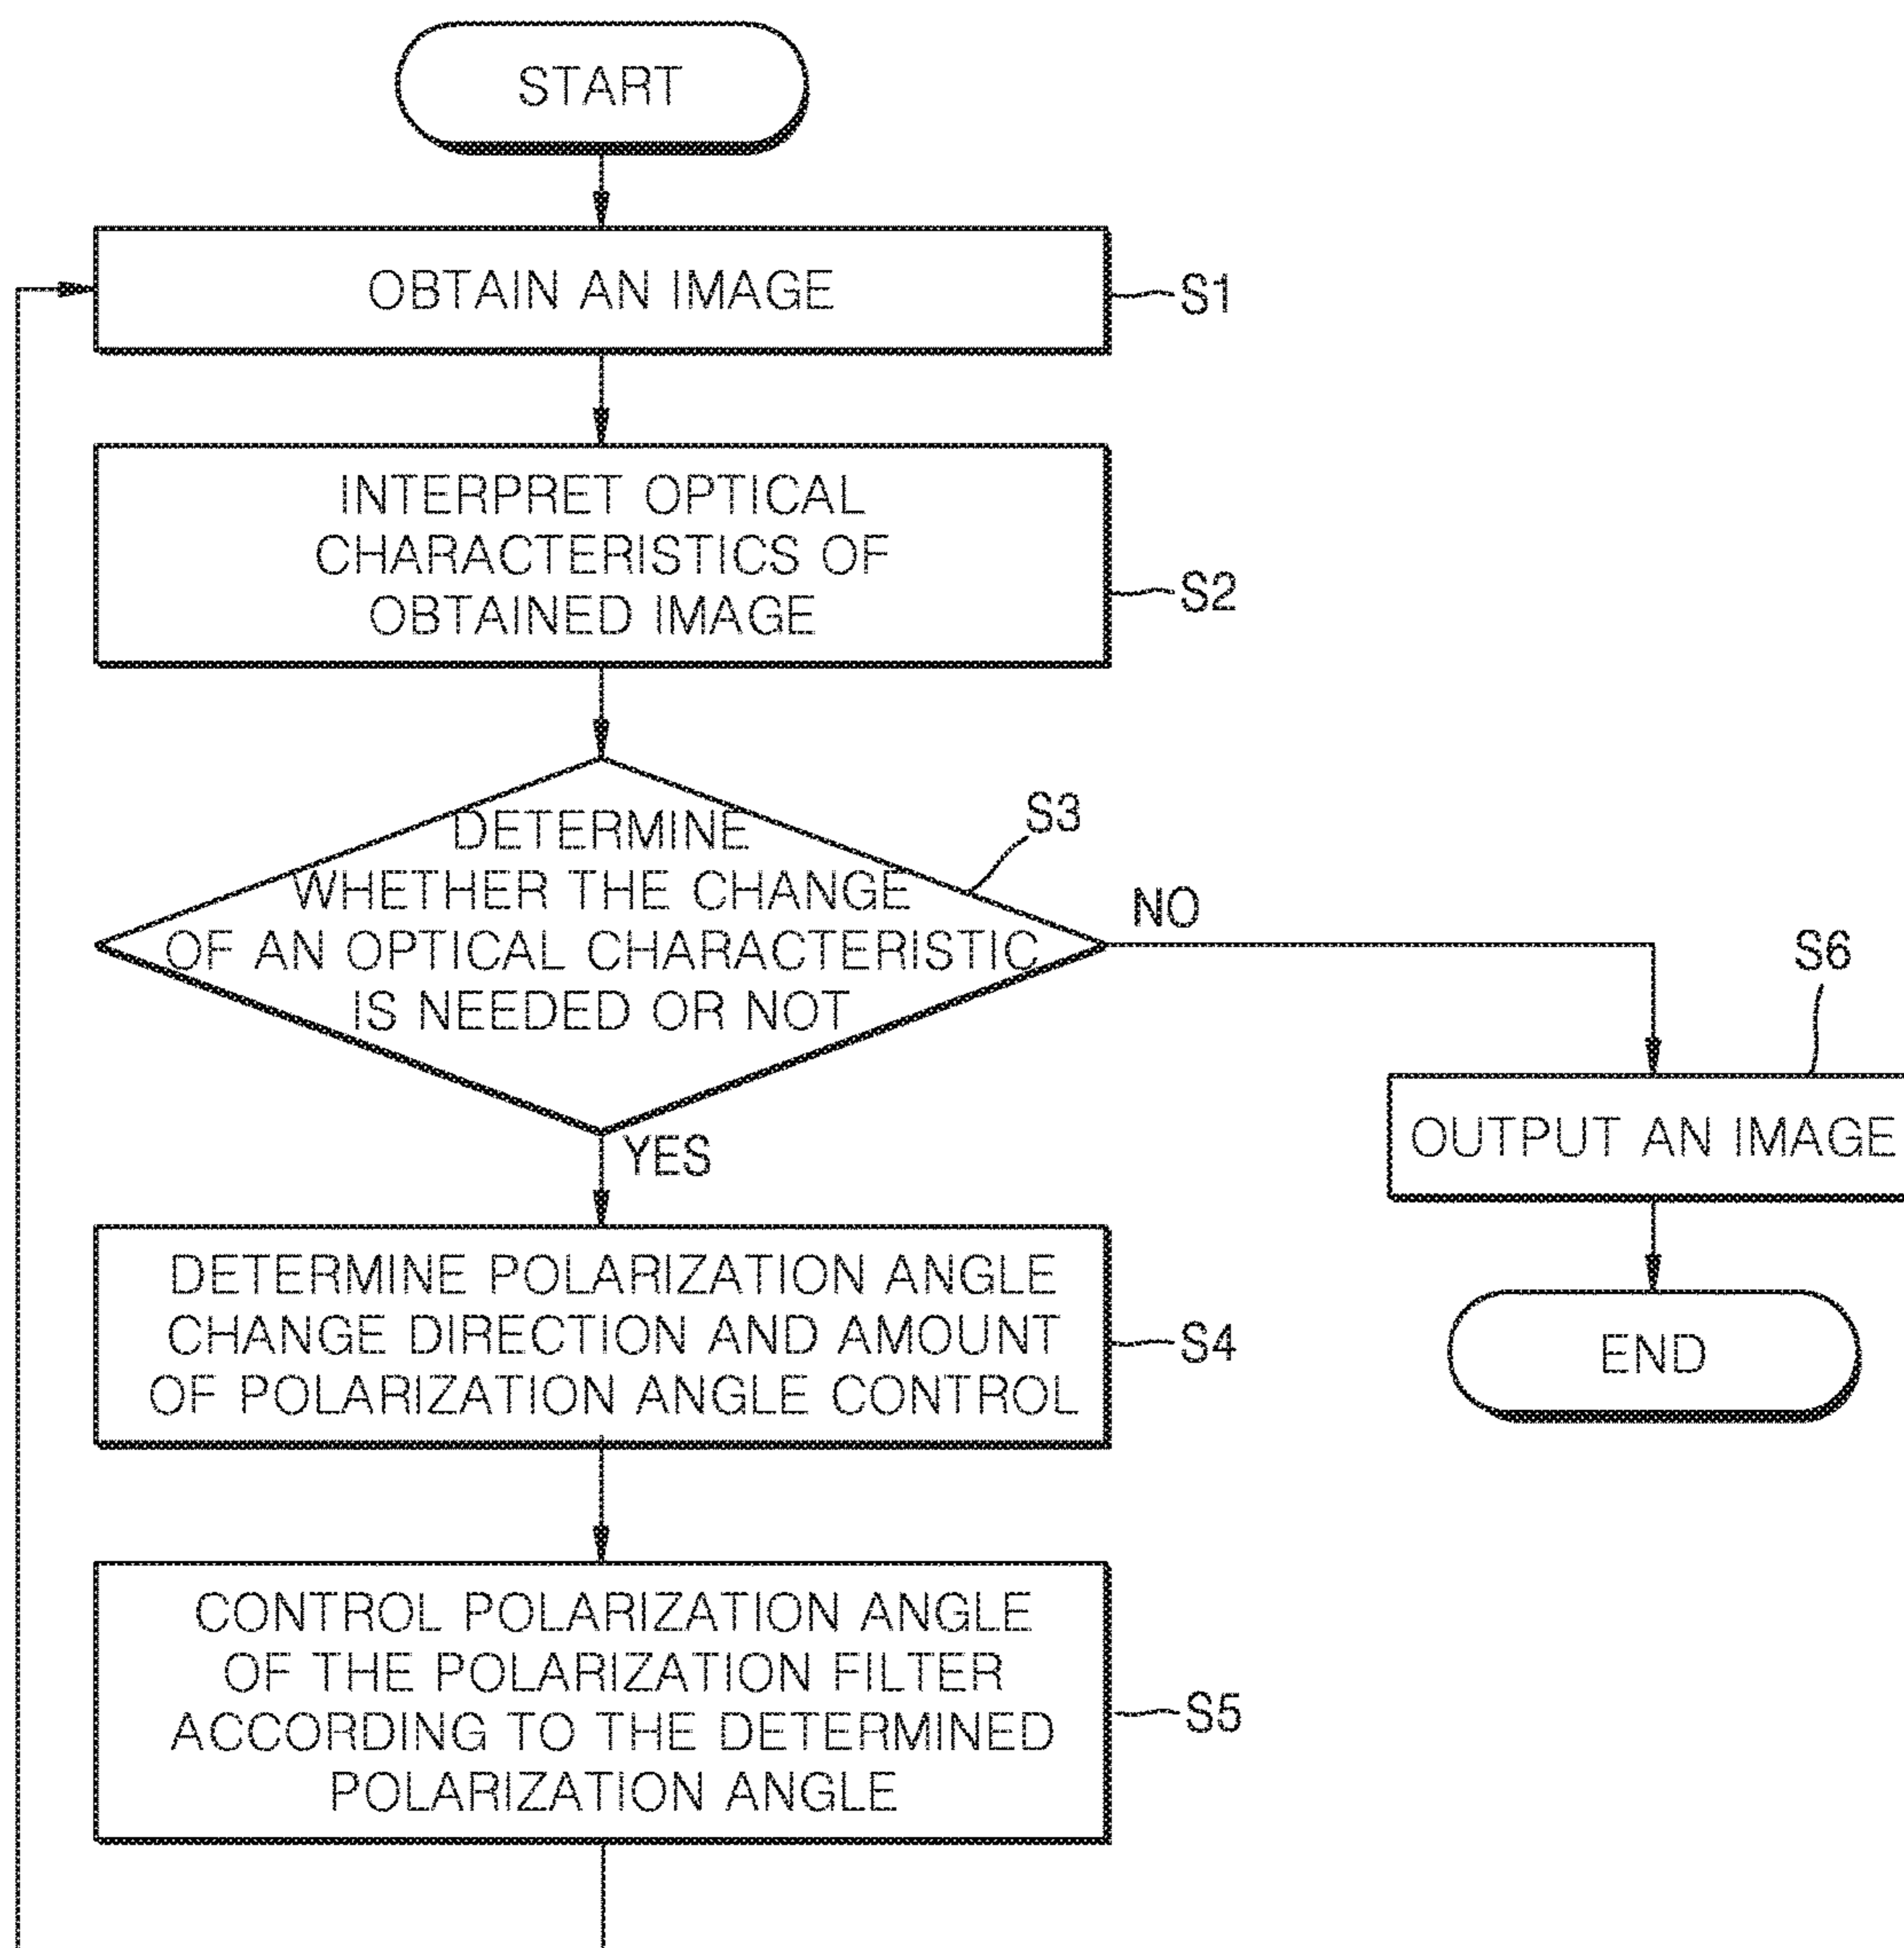 START
OBTAIN AN IMAGE
S1
INTERPRET OPTICAL
CHARACTERISTICS OF
OBTAINED IMAGE
S2
DETERMINE
WHETHER THE CHANGE
OF AN OPTICAL CHARACTERISTIC
IS NEEDED OR NOT
S3
NO
YES
S6
OUTPUT AN IMAGE
END
DETERMINE POLARIZATION ANGLE
CHANGE DIRECTION AND AMOUNT
OF POLARIZATION ANGLE CONTROL
S4
CONTROL POLARIZATION ANGLE
OF THE POLARIZATION FILTER
ACCORDING TO THE DETERMINED
POLARIZATION ANGLE
S5